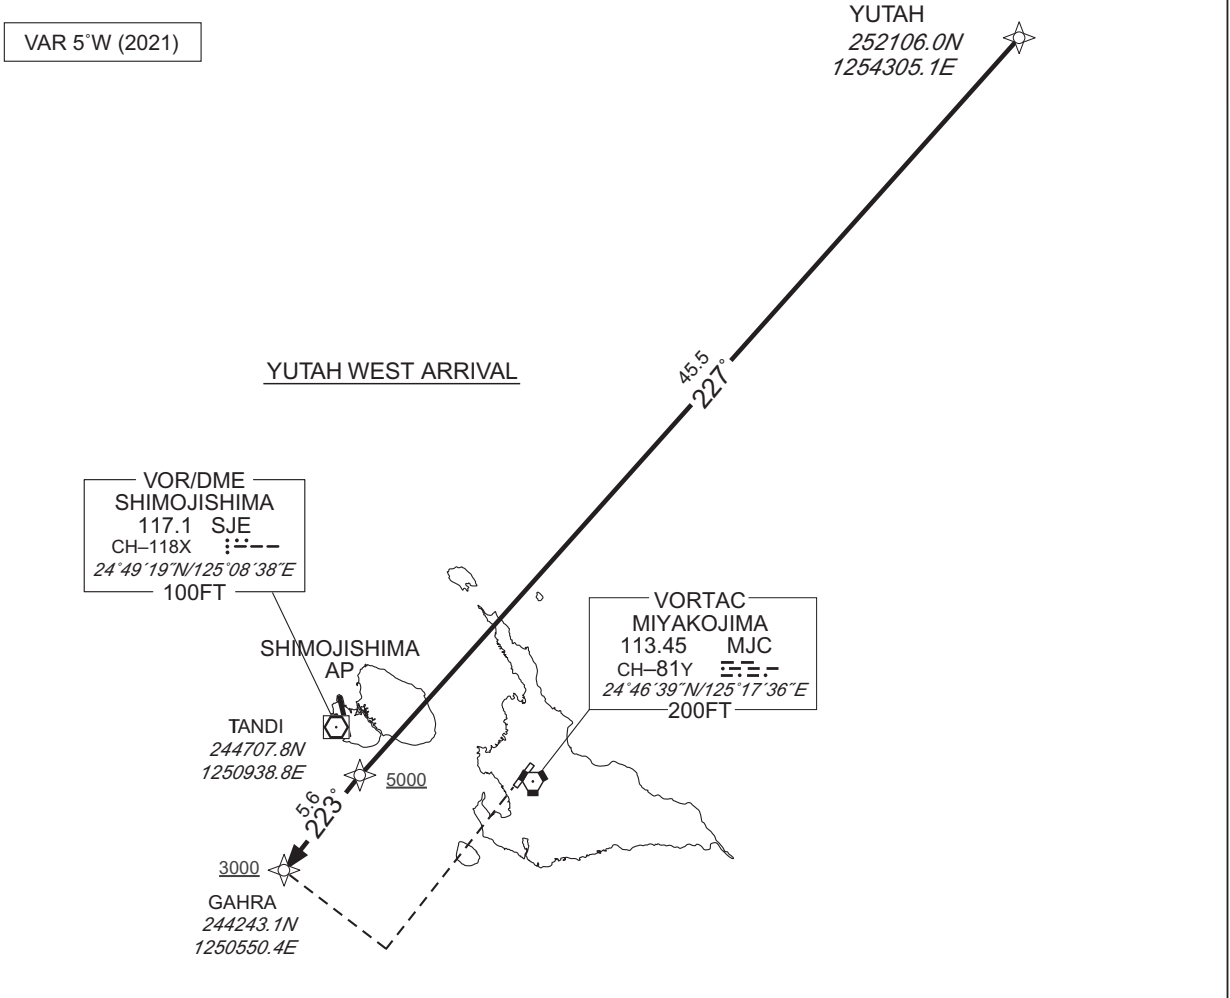 VAR 5°W (2021)
YUTAH
252106.0N
1254305.1E
45.5
227°
YUTAH WEST ARRIVAL
VOR/DME
SHIMOJISHIMA
117.1 SJE
CH–118X
24°49´19˝N/125°08´38˝E
100FT
VORTAC
MIYAKOJIMA
113.45 MJC
CH–81Y
24°46´39˝N/125°17´36˝E
200FT
SHIMOJISHIMA
AP
TANDI
244707.8N
1250938.8E
5000
5.6
223°
3000
GAHRA
244243.1N
1250550.4E